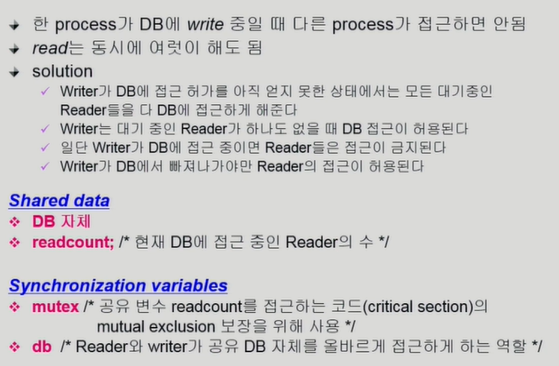 한 process가 DB에 write 중일 때 다른 process가 접근하면 안됨
read는 동시에 여럿이 해도 됨
solution
Writer가 DB에 접근 허가를 아직 얻지 못한 상태에서는 모든 대기중인
Reader들을 다 DB에 접근하게 해준다
Writer는 대기 중인 Reader가 하나도 없을 때 DB 접근이 허용된다
일단 Writer가 DB에 접근 중이면 Reader들은 접근이 금지된다
Writer가 DB에서 빠져나가야만 Reader의 접근이 허용된다
Shared data
DB 자체
readcount; /* 현재 DB에 접근 중인 Reader의 수 */
Synchronization variables
mutex /* 공유 변수 readcount를 접근하는 코드(critical section)의
mutual exclusion 보장을 위해 사용 */
db /* Reader와 writer가 공유 DB 자체를 올바르게 접근하게 하는 역할 */